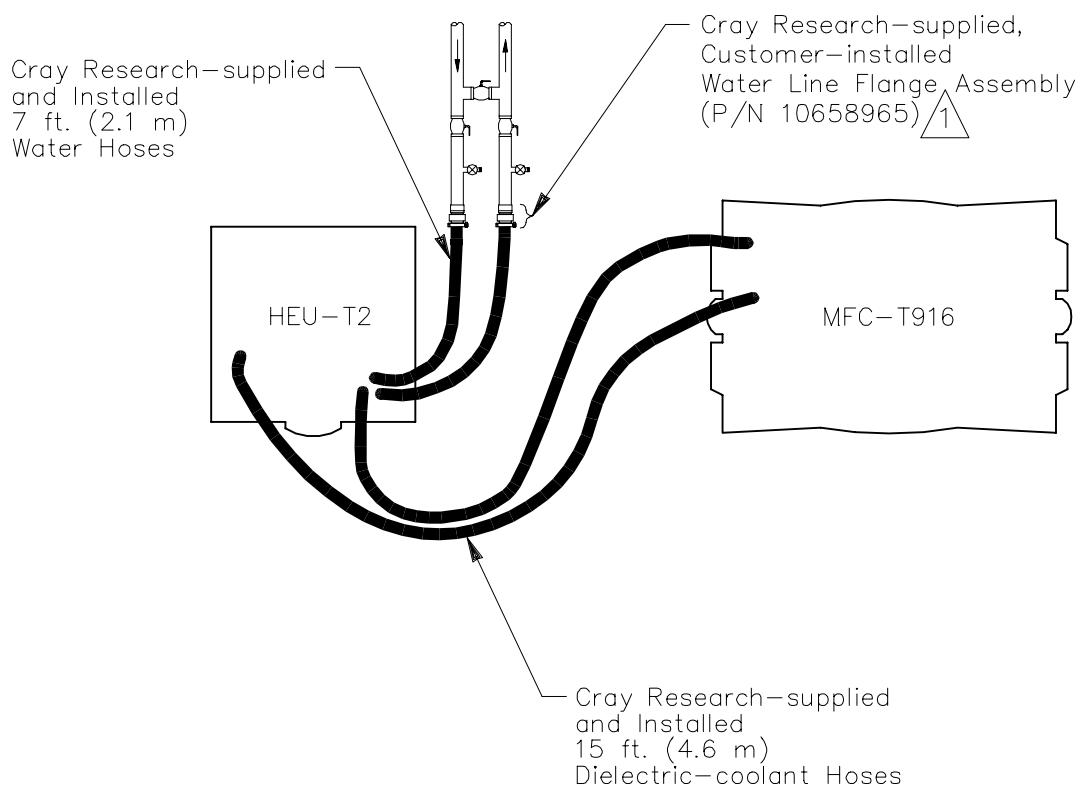 Cray Research-supplied
and Installed
7 ft. (2.1 m)
Water Hoses
Cray Research-supplied,
Customer-installed
Water Line Flange Assembly
(P/N 10658965) 1
HEU-T2
MFC-T916
Cray Research-supplied
and Installed
15 ft. (4.6 m)
Dielectric-coolant Hoses